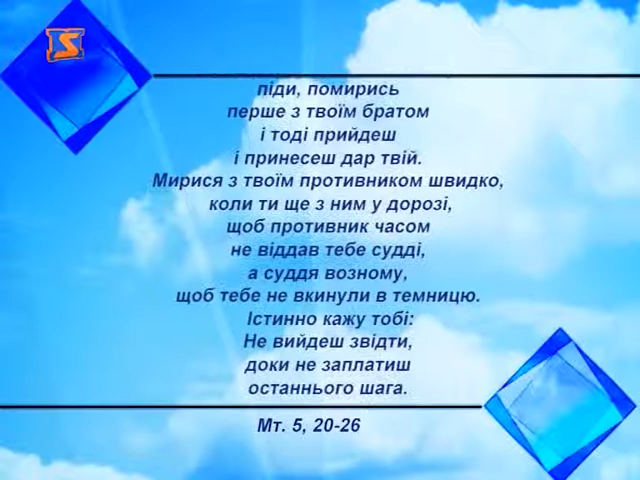 піди, помирись
перше з твоїм братом
і тоді прийдеш
і принесеш дар твій.
Мирися з твоїм противником швидко,
коли ти ще з ним у дорозі,
щоб противник часом
не віддав тебе судді,
а суддя возному,
щоб тебе не вкинули в темницю.
Істинно кажу тобі:
Не вийдеш звідти,
доки не заплатиш
останнього шага.
Мт. 5, 20-26